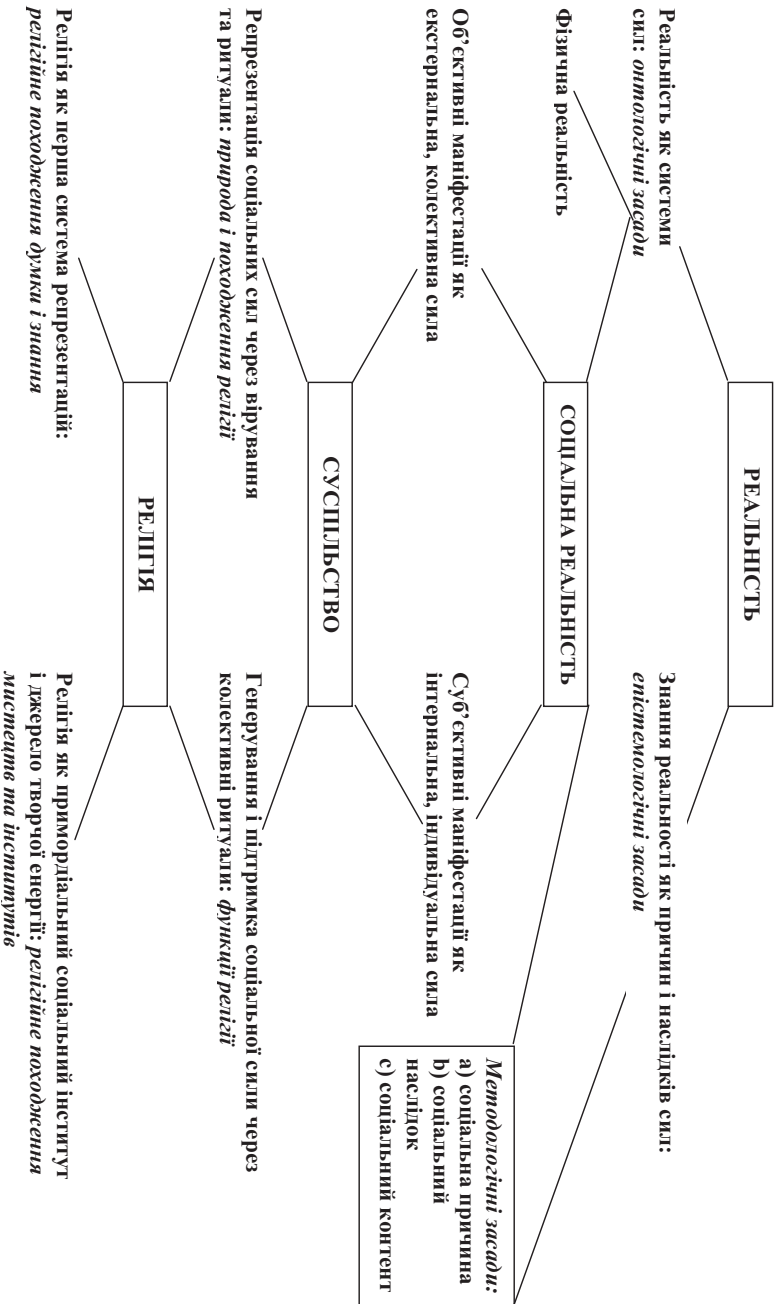 РЕАЛЬНІСТЬ
Реальність як системи
сил: онтологічні засади
Знання реальності як причин і наслідків сил:
епістемологічні засади
Фізична реальність
СОЦІАЛЬНА РЕАЛЬНІСТЬ
Об’єктивні маніфестації як
екстернальна, колективна сила
Суб’єктивні маніфестації як
інтернальна, індивідуальна сила
Методологічні засади:
a) соціальна причина
b) соціальний
наслідок
c) соціальний контент
СУСПІЛЬСТВО
Репрезентація соціальних сил через вірування
та ритуали: природа і походження релігії
Генерування і підтримка соціальної сили через
колективні ритуали: функції релігії
РЕЛІГІЯ
Релігія як перша система репрезентацій:
релігійне походження думки і знання
Релігія як примордіальний соціальний інститут
і джерело творчої енергії: релігійне походження
мистецтв та інститутів